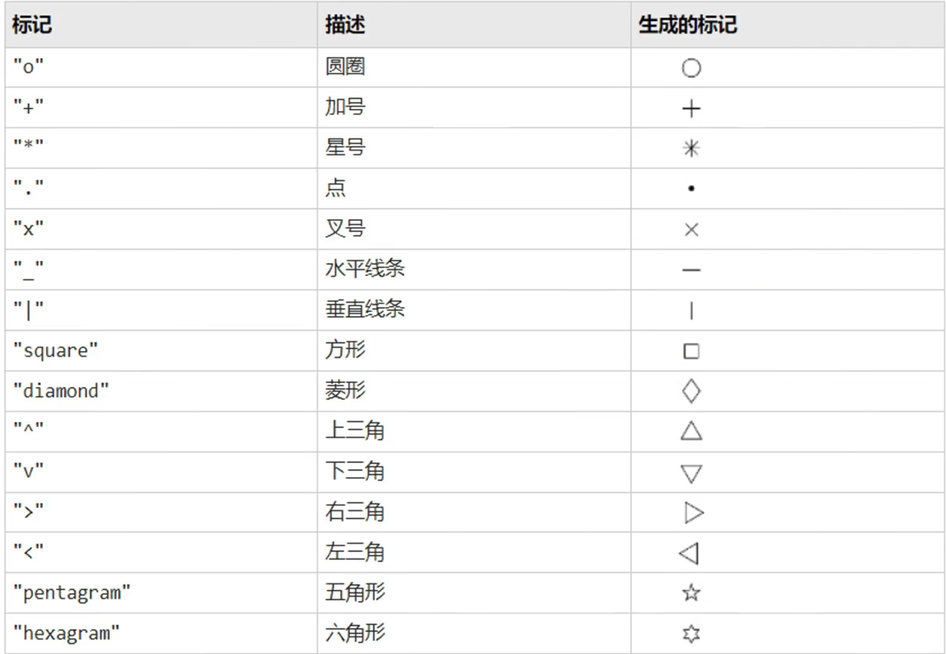 标记 描述 生成的标记
"o" 圆圈
"+" 加号
"*" 星号
"." 点
"x" 叉号
"_" 水平线条
"|" 垂直线条
"square" 方形
"diamond" 菱形
"^" 上三角
"v" 下三角
">" 右三角
"<" 左三角
"pentagram" 五角形
"hexagram" 六角形